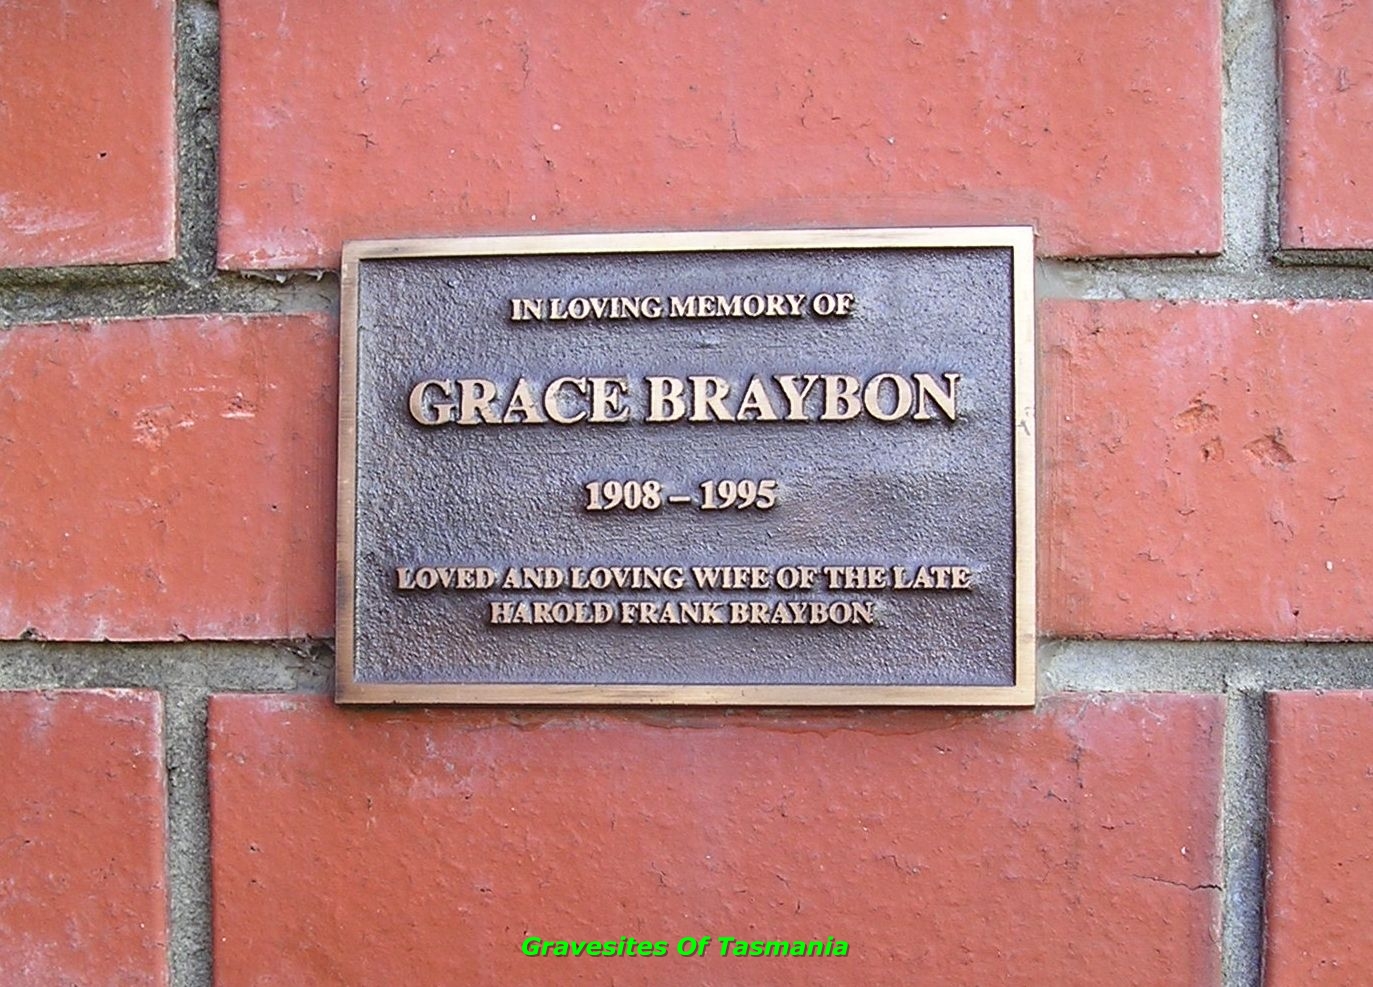 IN LOVING MEMORY OF
GRACE BRAYBON
1908 – 1995
LOVED AND LOVING WIFE OF THE LATE
HAROLD FRANK BRAYBON
Gravesites Of Tasmania